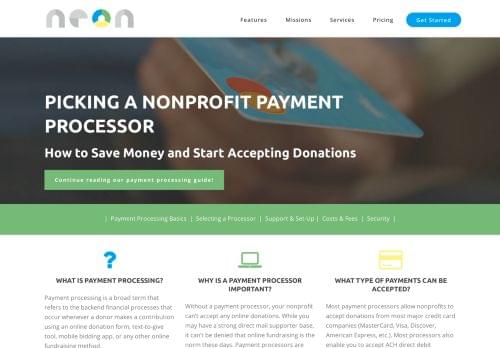 neon
Features
Missions
Services
Pricing
Get Started
PICKING A NONPROFIT PAYMENT
PROCESSOR
How to Save Money and Start Accepting Donations
Continue reading our payment processing guide!
| Payment Processing Basics | Selecting a Processor | Support & Set-Up | Costs & Fees | Security |
?
WHAT IS PAYMENT PROCESSING?
Payment processing is a broad term that
refers to the backend financial processes that
occur whenever a donor makes a contribution
using an online donation form, text-to-give
tool, mobile bidding app, or any other online
fundraising method.
WHY IS A PAYMENT PROCESSOR
IMPORTANT?
Without a payment processor, your nonprofit
can't accept any online donations. While you
may have a strong direct mail supporter base,
it can't be denied that online fundraising is
the norm these days. Payment processors are
WHAT TYPE OF PAYMENTS CAN BE
ACCEPTED?
Most payment processors allow nonprofits to
accept donations from most major credit card
companies (MasterCard, Visa, Discover,
American Express, etc.). Most processors also
enable you to accept ACH direct debit